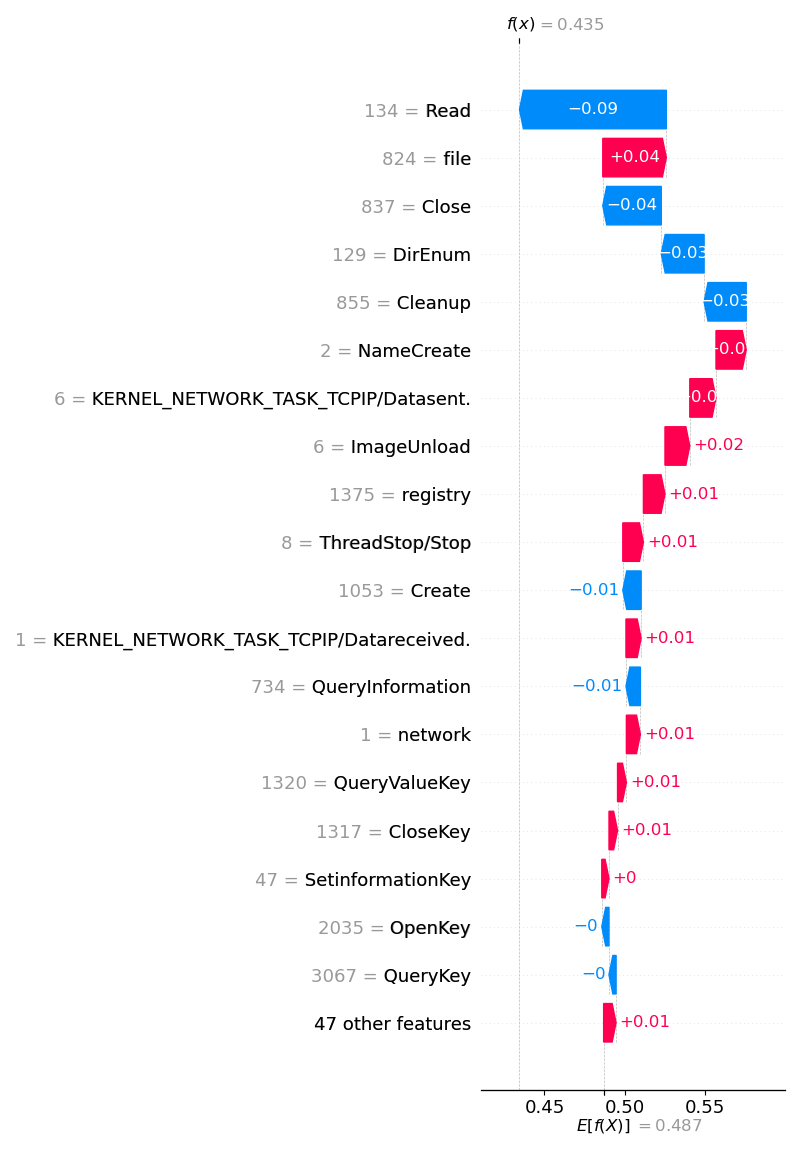 f(x) = 0.435
134 = Read
−0.09
824 = file
+0.04
837 = Close
−0.04
129 = DirEnum
−0.03
855 = Cleanup
−0.03
2 = NameCreate
6 = KERNEL_NETWORK_TASK_TCPIP/Datasent.
6 = ImageUnload
+0.02
1375 = registry
+0.01
8 = ThreadStop/Stop
+0.01
1053 = Create
−0.01
1 = KERNEL_NETWORK_TASK_TCPIP/Datareceived.
+0.01
734 = QueryInformation
−0.01
1 = network
+0.01
1320 = QueryValueKey
+0.01
1317 = CloseKey
+0.01
47 = SetinformationKey
+0
2035 = OpenKey
−0
3067 = QueryKey
−0
47 other features
+0.01
0.45 0.50 0.55
E[f(X)] = 0.487